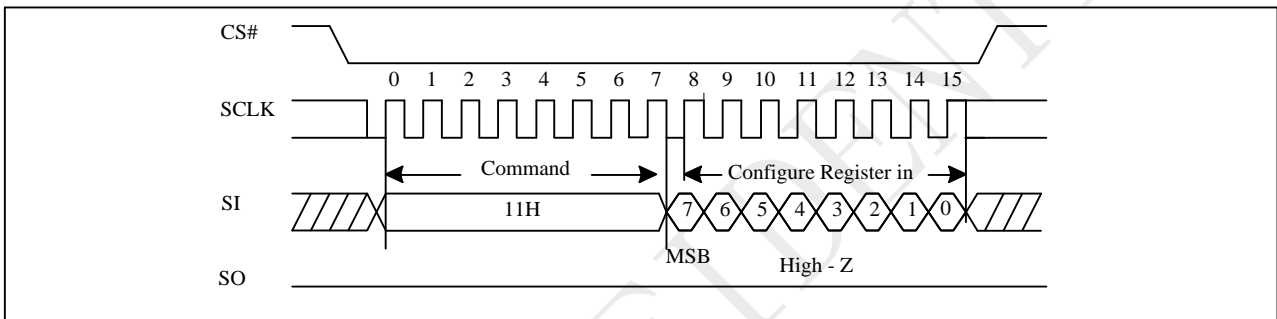 CS#
0 1 2 3 4 5 6 7 8 9 10 11 12 13 14 15
SCLK
Command Configure Register in
SI 11H 7 6 5 4 3 2 1 0
MSB High - Z
SO